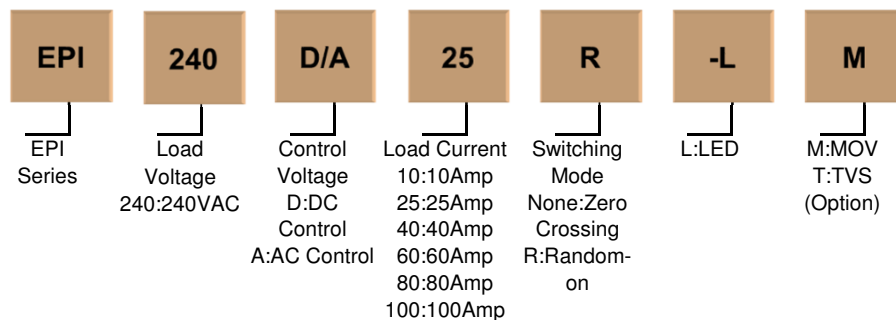 EPI
240
D/A
25
R
-L
M
EPI
Series
Load
Voltage
240:240VAC
Control
Voltage
D:DC
Control
A:AC Control
Load Current
10:10Amp
25:25Amp
40:40Amp
60:60Amp
80:80Amp
100:100Amp
Switching
Mode
None:Zero
Crossing
R:Random-
on
L:LED
M:MOV
T:TVS
(Option)